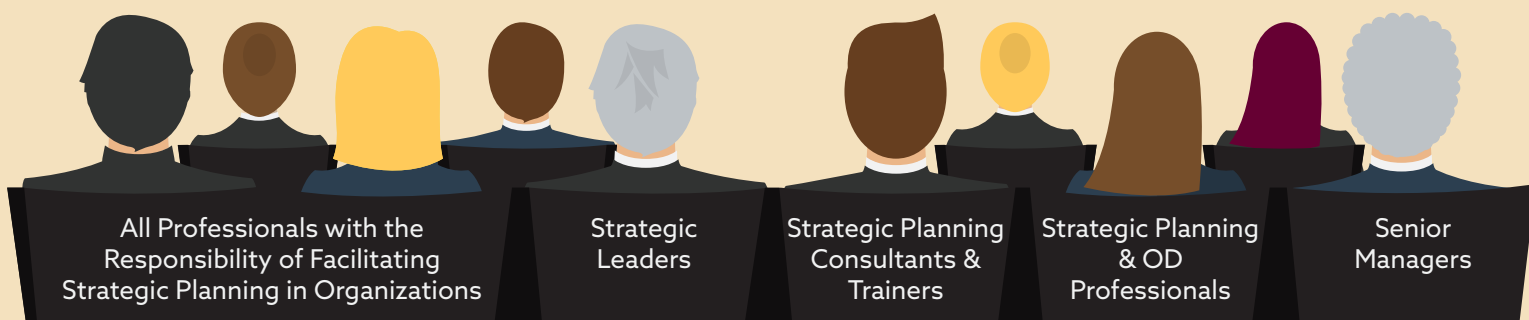 All Professionals with the
Responsibility of Facilitating
Strategic Planning in Organizations
Strategic
Leaders
Strategic Planning
Consultants &
Trainers
Strategic Planning
& OD
Professionals
Senior
Managers